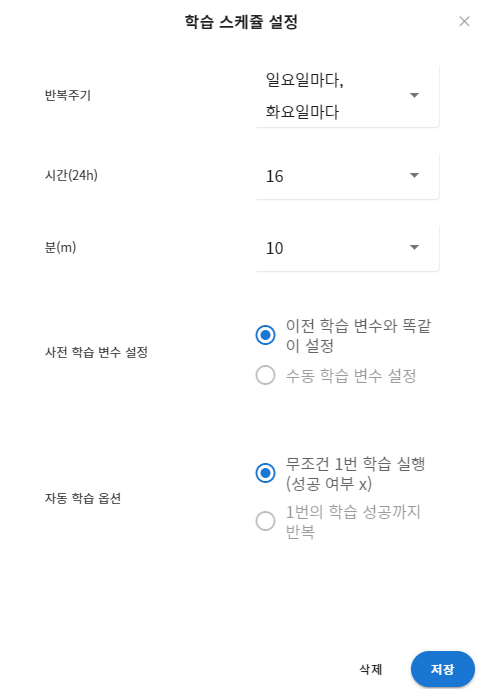 학습 스케쥴 설정
반복주기
일요일마다,
화요일마다
시간(24h)
16
분(m)
10
사전 학습 변수 설정
이전 학습 변수와 똑같
이 설정
수동 학습 변수 설정
자동 학습 옵션
무조건 1번 학습 실행
(성공 여부 x)
1번의 학습 성공까지
반복
삭제
저장